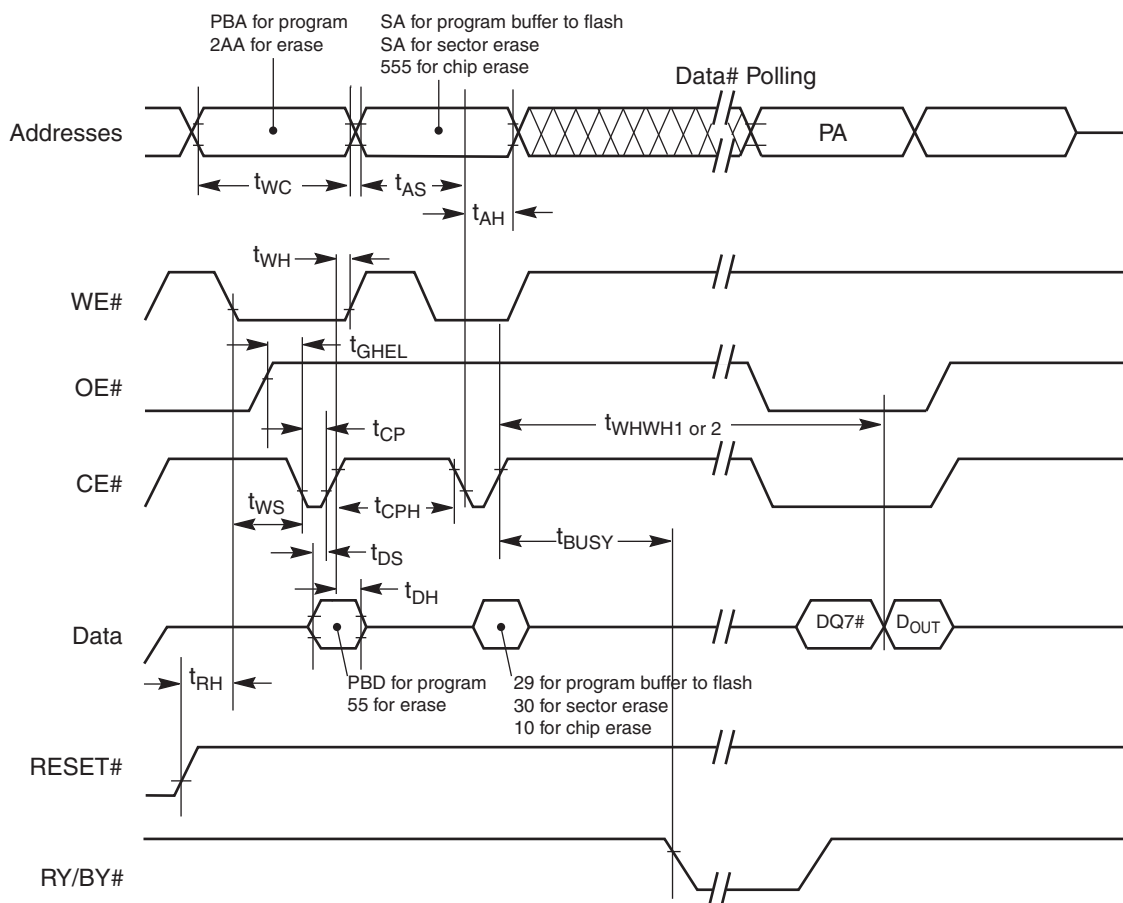 PBA for program
2AA for erase
SA for program buffer to flash
SA for sector erase
555 for chip erase
Data# Polling
Addresses
PA
tWC
tAS
tAH
tWH
WE#
tGHEL
OE#
tWHWH1 or 2
tCP
CE#
tWS
tCPH
tBUSY
tDS
tDH
Data
DQ7#
DOUT
tRH
PBD for program
55 for erase
29 for program buffer to flash
30 for sector erase
10 for chip erase
RESET#
RY/BY#